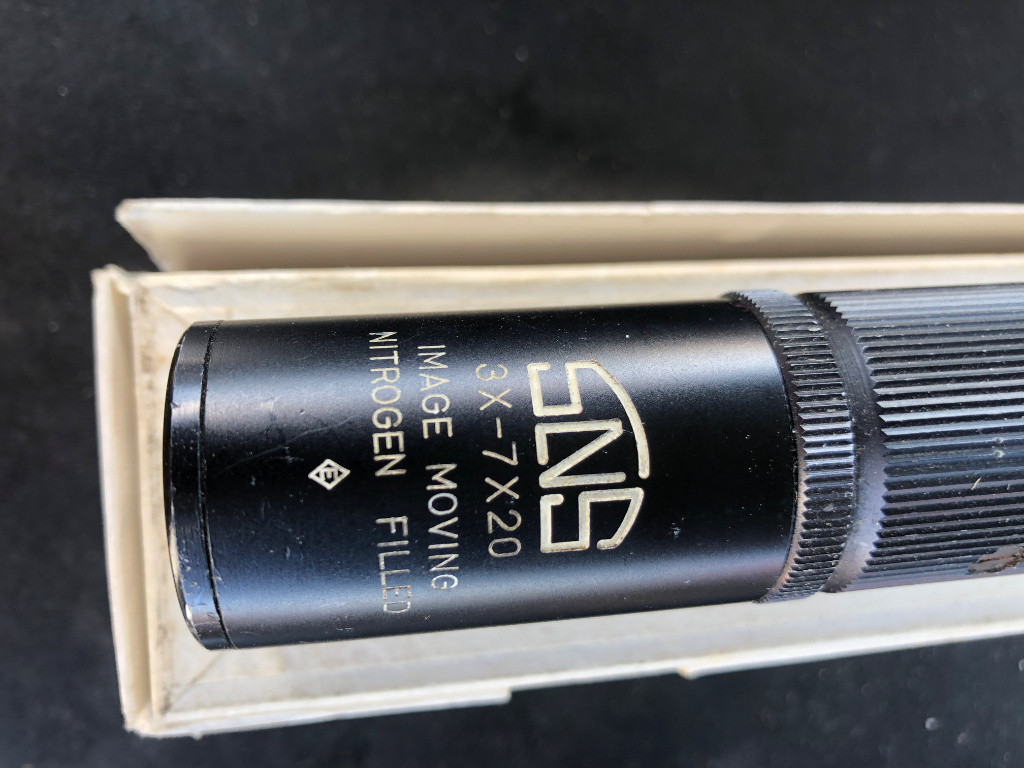 SNS
3X-7X20
IMAGE MOVING
NITROGEN FILLED